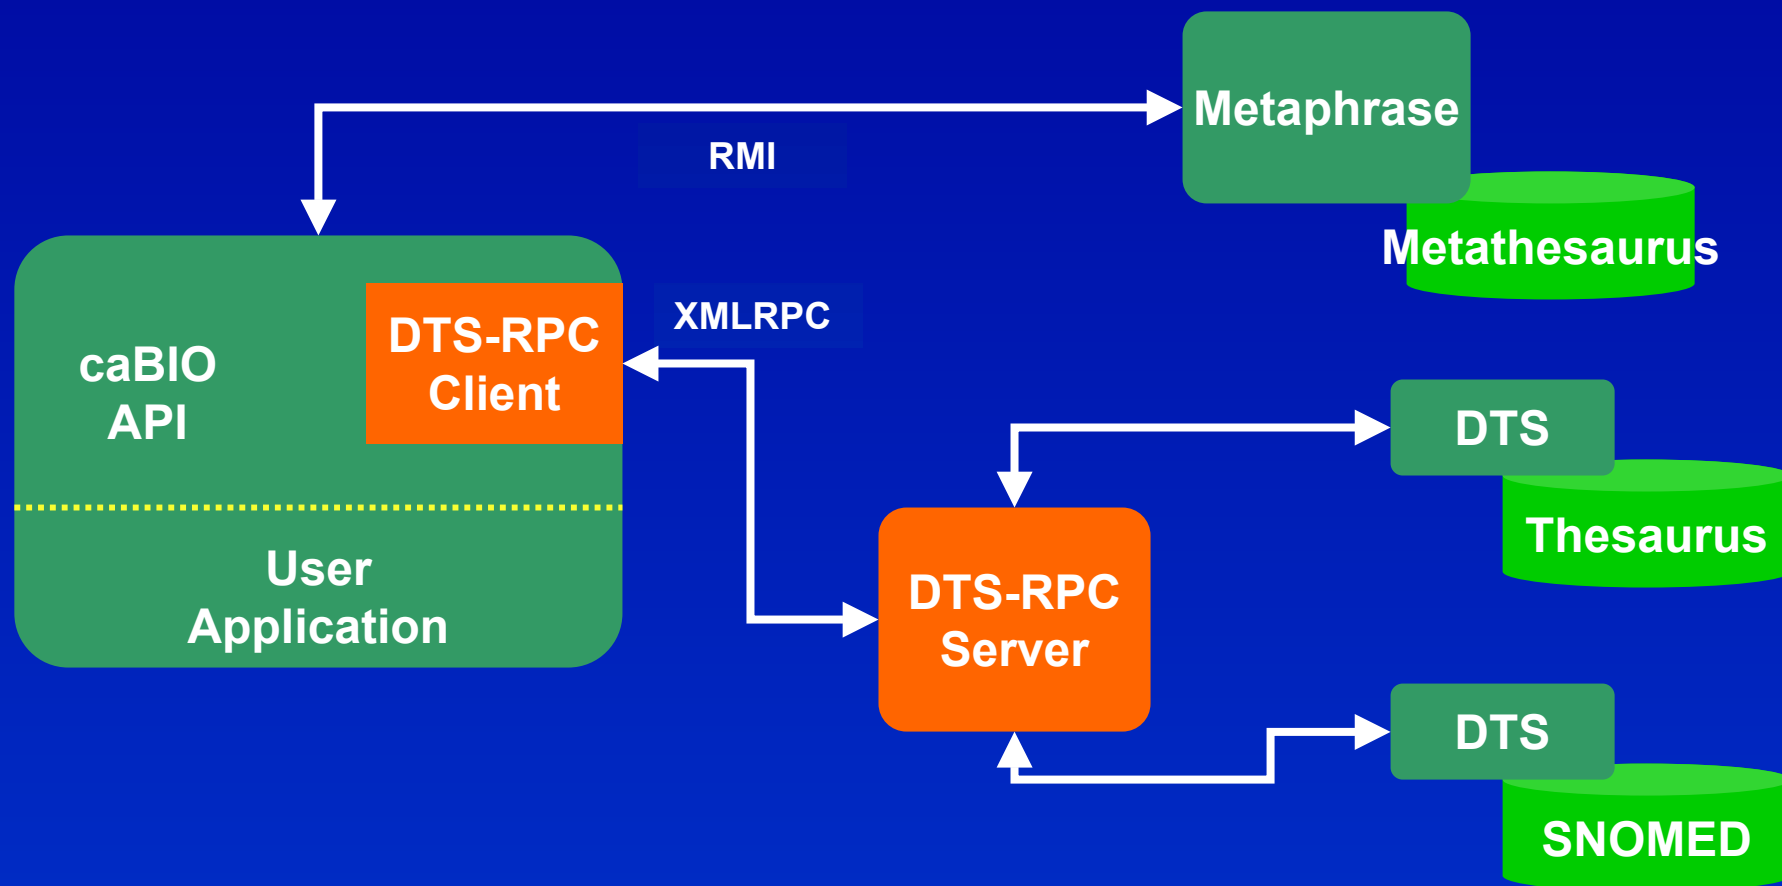 Metaphrase
RMI
Metathesaurus
XMLRPC
DTS-RPC
Client
caBIO
API
DTS
Thesaurus
User
Application
DTS-RPC
Server
DTS
SNOMED